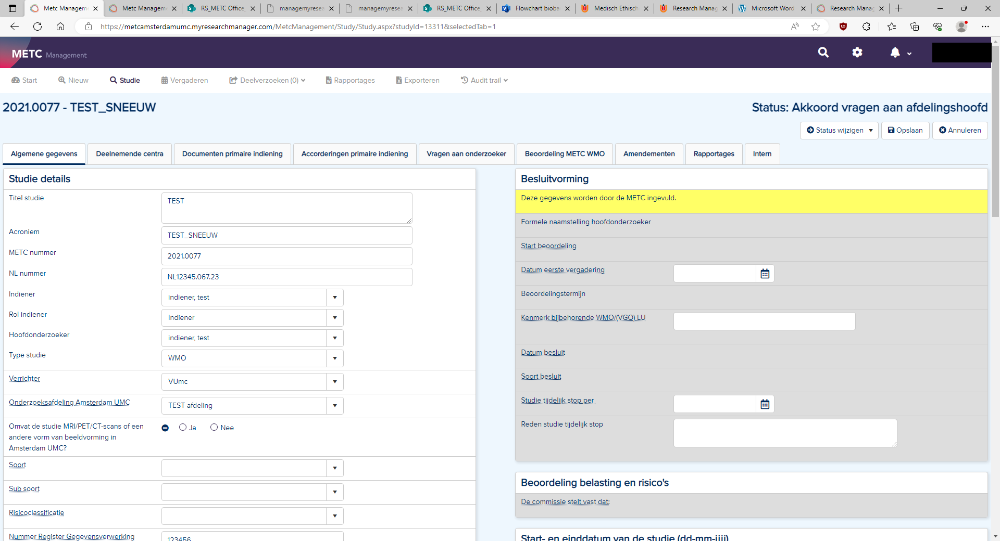 Metc Managem
Metc Managem
RS_METC Office_
managemyresea
managemyresea
RS_METC Office_
Flowchart bioba
Medisch Ethisch
Research Manag
Microsoft Word
Research Manag
https://metcamsterdamumc.myresearchmanager.com/MetcManagement/Study/Study.aspx?studyId=13311&selectedTab=1
METC Management
Start
Nieuw
Studie
Vergaderen
Deelverzoeken (0)
Rapportages
Exporteren
Audit trail
2021.0077 - TEST_SNEEUW
Status: Akkoord vragen aan afdelingshoofd
Status wijzigen
Opslaan
Annuleren
Algemene gegevens
Deelnemende centra
Documenten primaire indiening
Accorderingen primaire indiening
Vragen aan onderzoeker
Beoordeling METC WMO
Amendementen
Rapportages
Intern
Studie details
Titel studie
TEST
Acroniem
TEST_SNEEUW
METC nummer
2021.0077
NL nummer
NL12345.067.23
Indiener
indiener, test
Rol indiener
Indiener
Hoofdonderzoeker
indiener, test
Type studie
WMO
Verrichter
VUmc
Onderzoeksafdeling Amsterdam UMC
TEST afdeling
Omvat de studie MRI/PET/CT-scans of een
andere vorm van beeldvorming in
Amsterdam UMC?
Ja
Nee
Soort
Sub soort
Risicoclassificatie
Nummer Register Gegevensverwerking
123456
Besluitvorming
Deze gegevens worden door de METC ingevuld.
Formele naamstelling hoofdonderzoeker
Start beoordeling
Datum eerste vergadering
Beoordelingstermijn
Kenmerk bijbehorende WMO/(VGO) LU
Datum besluit
Soort besluit
Studie tijdelijk stop per
Reden studie tijdelijk stop
Beoordeling belasting en risico's
De commissie stelt vast dat:
Start- en einddatum van de studie (dd-mm-jjjj)